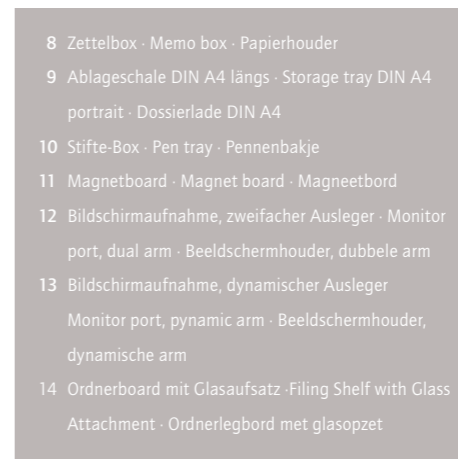 8 Zettelbox · Memo box · Papierhouder
9 Ablageschale DIN A4 längs · Storage tray DIN A4
portrait · Dossierlade DIN A4
10 Stifte-Box · Pen tray · Pennenbakje
11 Magnetboard · Magnet board · Magneetbord
12 Bildschirmaufnahme, zweifacher Ausleger · Monitor
port, dual arm · Beeldschermhouder, dubbele arm
13 Bildschirmaufnahme, dynamischer Ausleger
Monitor port, pynamic arm · Beeldschermhouder,
dynamische arm
14 Ordnerboard mit Glasaufsatz ·Filing Shelf with Glass
Attachment · Ordnerlegbord met glasopzet